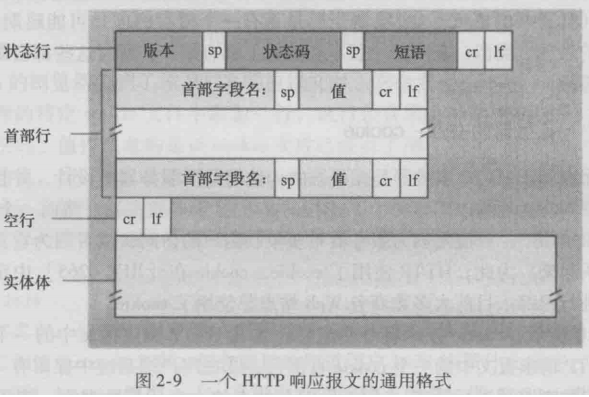 状态行
版本 sp 状态码 sp 短语 cr lf
首部字段名: sp 值 cr lf
首部行
首部字段名: sp 值 cr lf
空行
cr lf
实体体
图 2-9 一个 HTTP 响应报文的通用格式